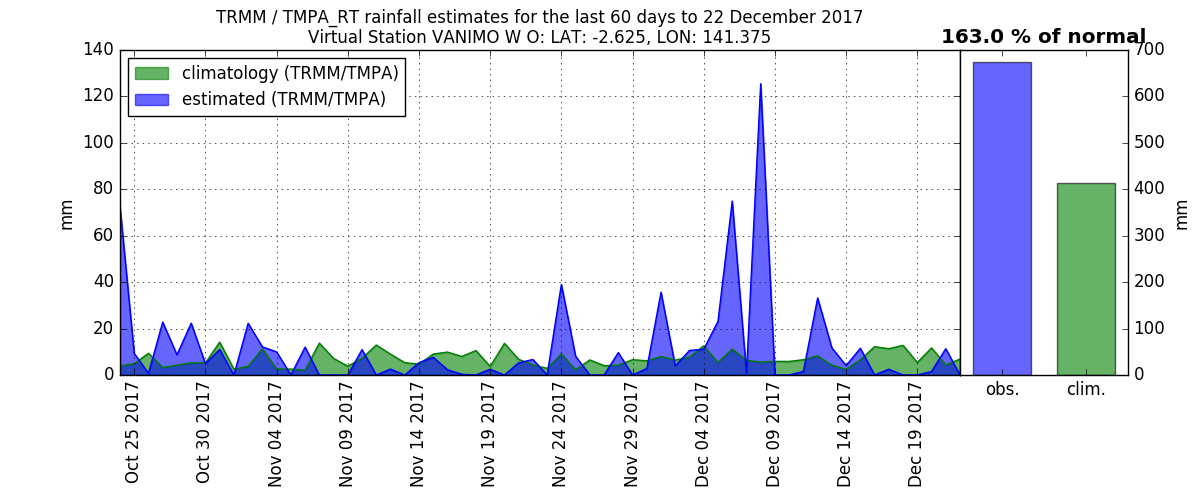 TRMM / TMPA_RT rainfall estimates for the last 60 days to 22 December 2017
Virtual Station VANIMO W O: LAT: -2.625, LON: 141.375
163.0 % of normal
climatology (TRMM/TMPA)
estimated (TRMM/TMPA)
140
120
100
80
60
40
20
0
mm
700
600
500
400
300
200
100
0
mm
Oct 25 2017
Oct 30 2017
Nov 04 2017
Nov 09 2017
Nov 14 2017
Nov 19 2017
Nov 24 2017
Nov 29 2017
Dec 04 2017
Dec 09 2017
Dec 14 2017
Dec 19 2017
obs.
clim.